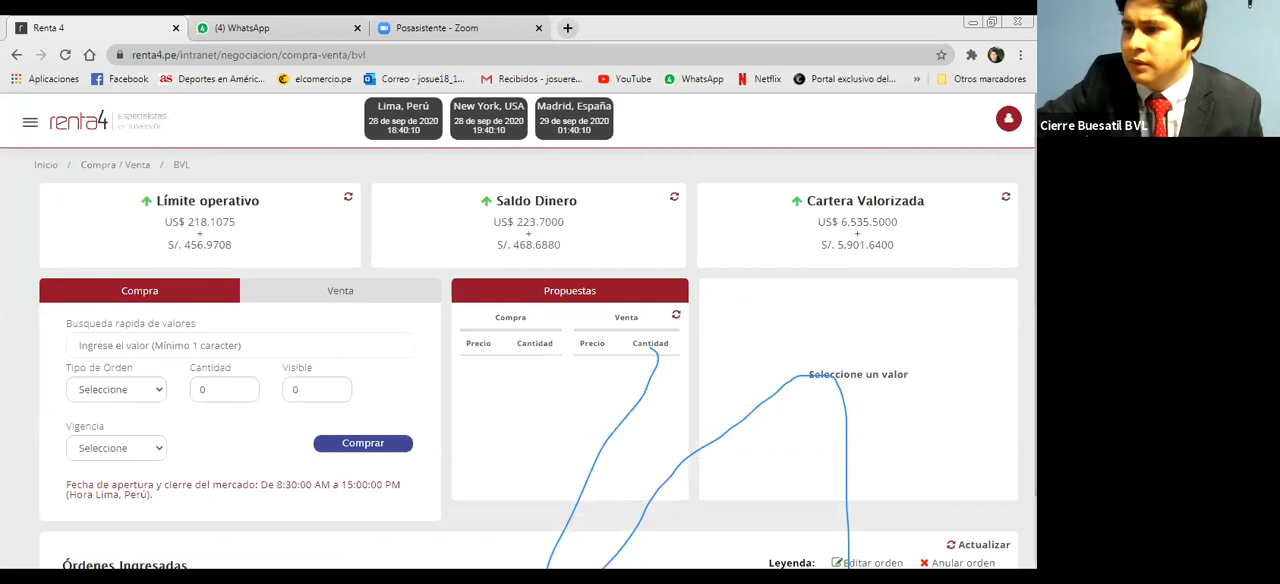 Renta 4
(4) WhatsApp
Posasistente - Zoom
renta4.pe/intranet/negociacion/compra-venta/bvl
Aplicaciones
Facebook
as Deportes en Améric...
elcomercio.pe
Correo - josue18_1...
Recibidos - josuere...
YouTube
WhatsApp
Netflix
Portal exclusivo del...
»
Otros marcadores
renta4
Especialistas
en inversión
Lima, Perú
28 de sep de 2020
18:40:10
New York, USA
28 de sep de 2020
19:40:10
Madrid, España
29 de sep de 2020
01:40:10
Cierre Buesatil BVL
Inicio / Compra / Venta / BVL
Límite operativo
US$ 218.1075
+
S/. 456.9708
Saldo Dinero
US$ 223.7000
+
S/. 468.6880
Cartera Valorizada
US$ 6,535.5000
+
S/. 5,901.6400
Compra
Venta
Busqueda rapida de valores
Ingrese el valor (Mínimo 1 caracter)
Tipo de Orden
Cantidad
Visible
Seleccione
0
0
Vigencia
Seleccione
Comprar
Fecha de apertura y cierre del mercado: De 8:30:00 AM a 15:00:00 PM
(Hora Lima, Perú).
Propuestas
Compra
Venta
Precio
Cantidad
Precio
Cantidad
Seleccione un valor
Actualizar
Órdenes Ingresadas
Leyenda:
Editar orden
Anular orden